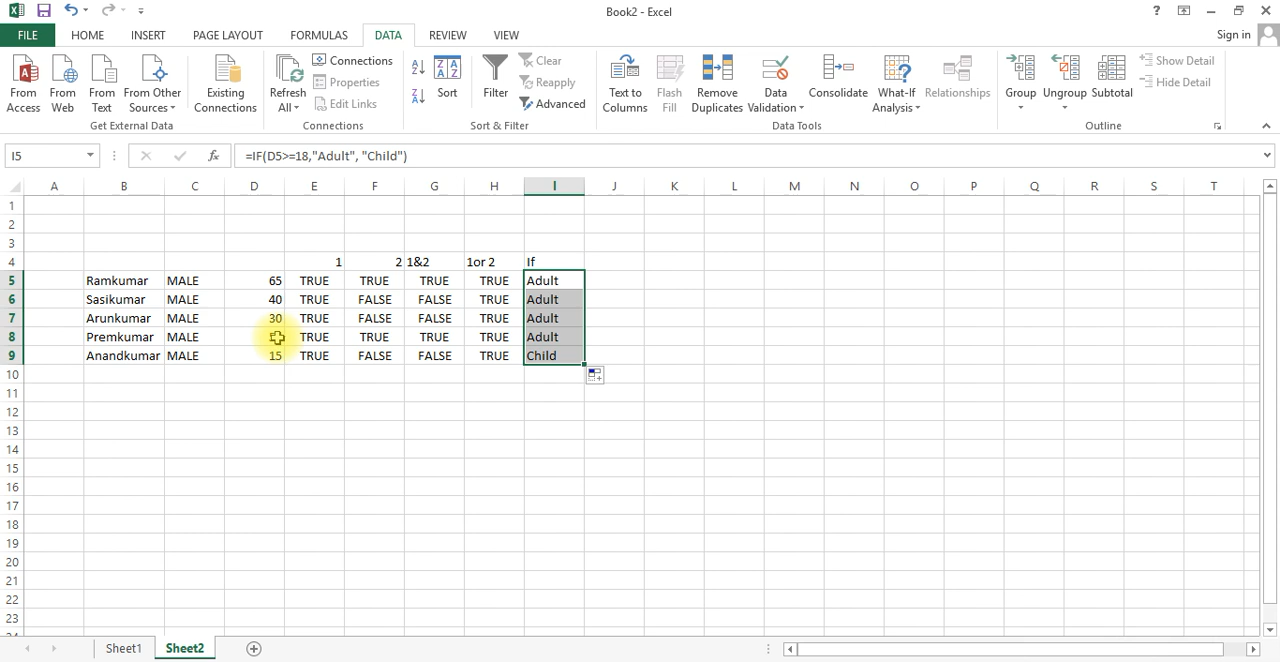 Book2 - Excel
?
Sign in
FILE HOME INSERT PAGE LAYOUT FORMULAS DATA REVIEW VIEW
From Access
From Web
From Text
From Other Sources
Existing Connections
Get External Data
Refresh All
Connections
Properties
Edit Links
Connections
Sort
Filter
Clear
Reapply
Advanced
Sort & Filter
Text to Columns
Flash Fill
Remove Duplicates
Data Validation
Consolidate
What-If Analysis
Relationships
Data Tools
Group
Ungroup
Subtotal
Show Detail
Hide Detail
Outline
I5 fx =IF(D5>=18,"Adult", "Child")
A B C D E F G H I J K L M N O P Q R S T
1
2
3
4 1 2 1&2 1or 2 If
5 Ramkumar MALE 65 TRUE TRUE TRUE TRUE Adult
6 Sasikumar MALE 40 TRUE FALSE FALSE TRUE Adult
7 Arunkumar MALE 30 TRUE FALSE FALSE TRUE Adult
8 Premkumar MALE TRUE TRUE TRUE TRUE Adult
9 Anandkumar MALE 15 TRUE FALSE FALSE TRUE Child
10
11
12
13
14
15
16
17
18
19
20
21
22
23
Sheet1 Sheet2